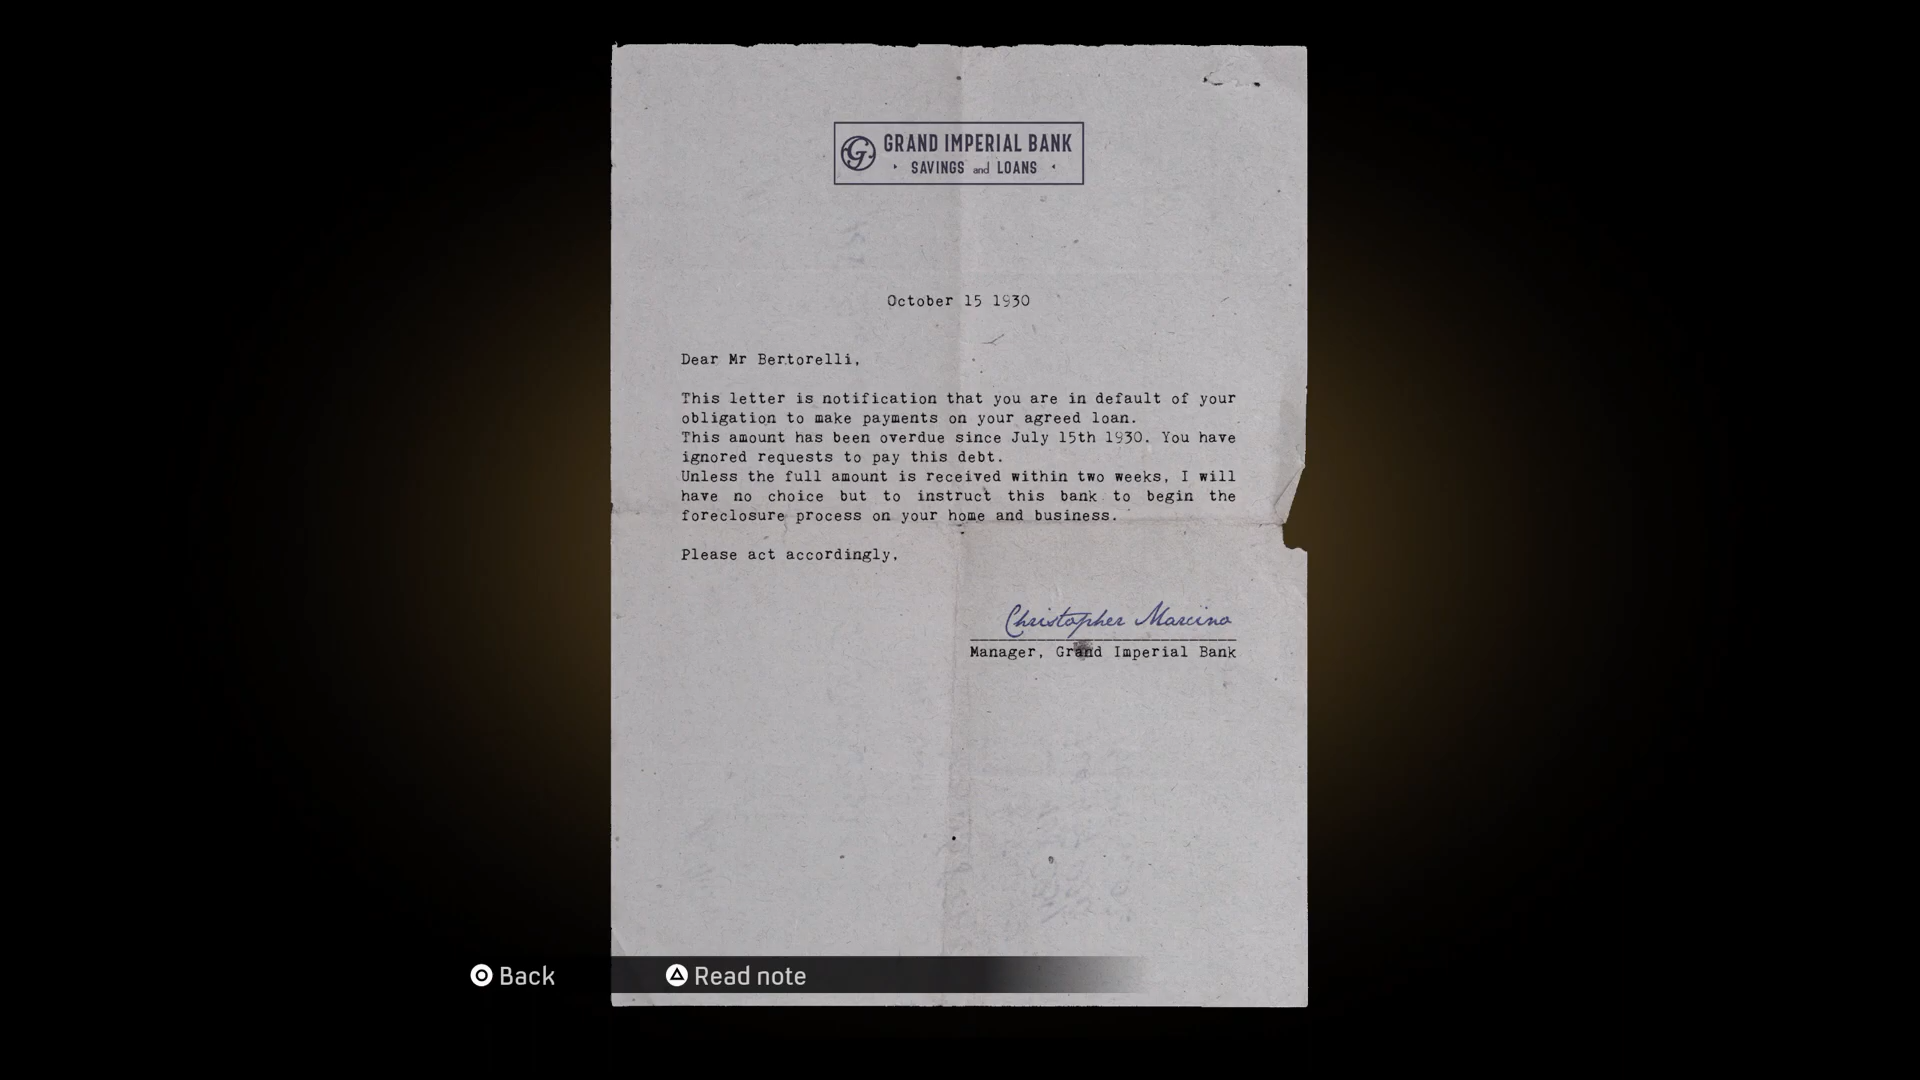 GRAND IMPERIAL BANK
SAVINGS and LOANS
October 15 1930
Dear Mr Bertorelli,
This letter is notification that you are in default of your
obligation to make payments on your agreed loan.
This amount has been overdue since July 15th 1930. You have
ignored requests to pay this debt.
Unless the full amount is received within two weeks, I will
have no choice but to instruct this bank to begin the
foreclosure process on your home and business.
Please act accordingly,
Christopher Marcino
Manager, Grand Imperial Bank
Back
Read note